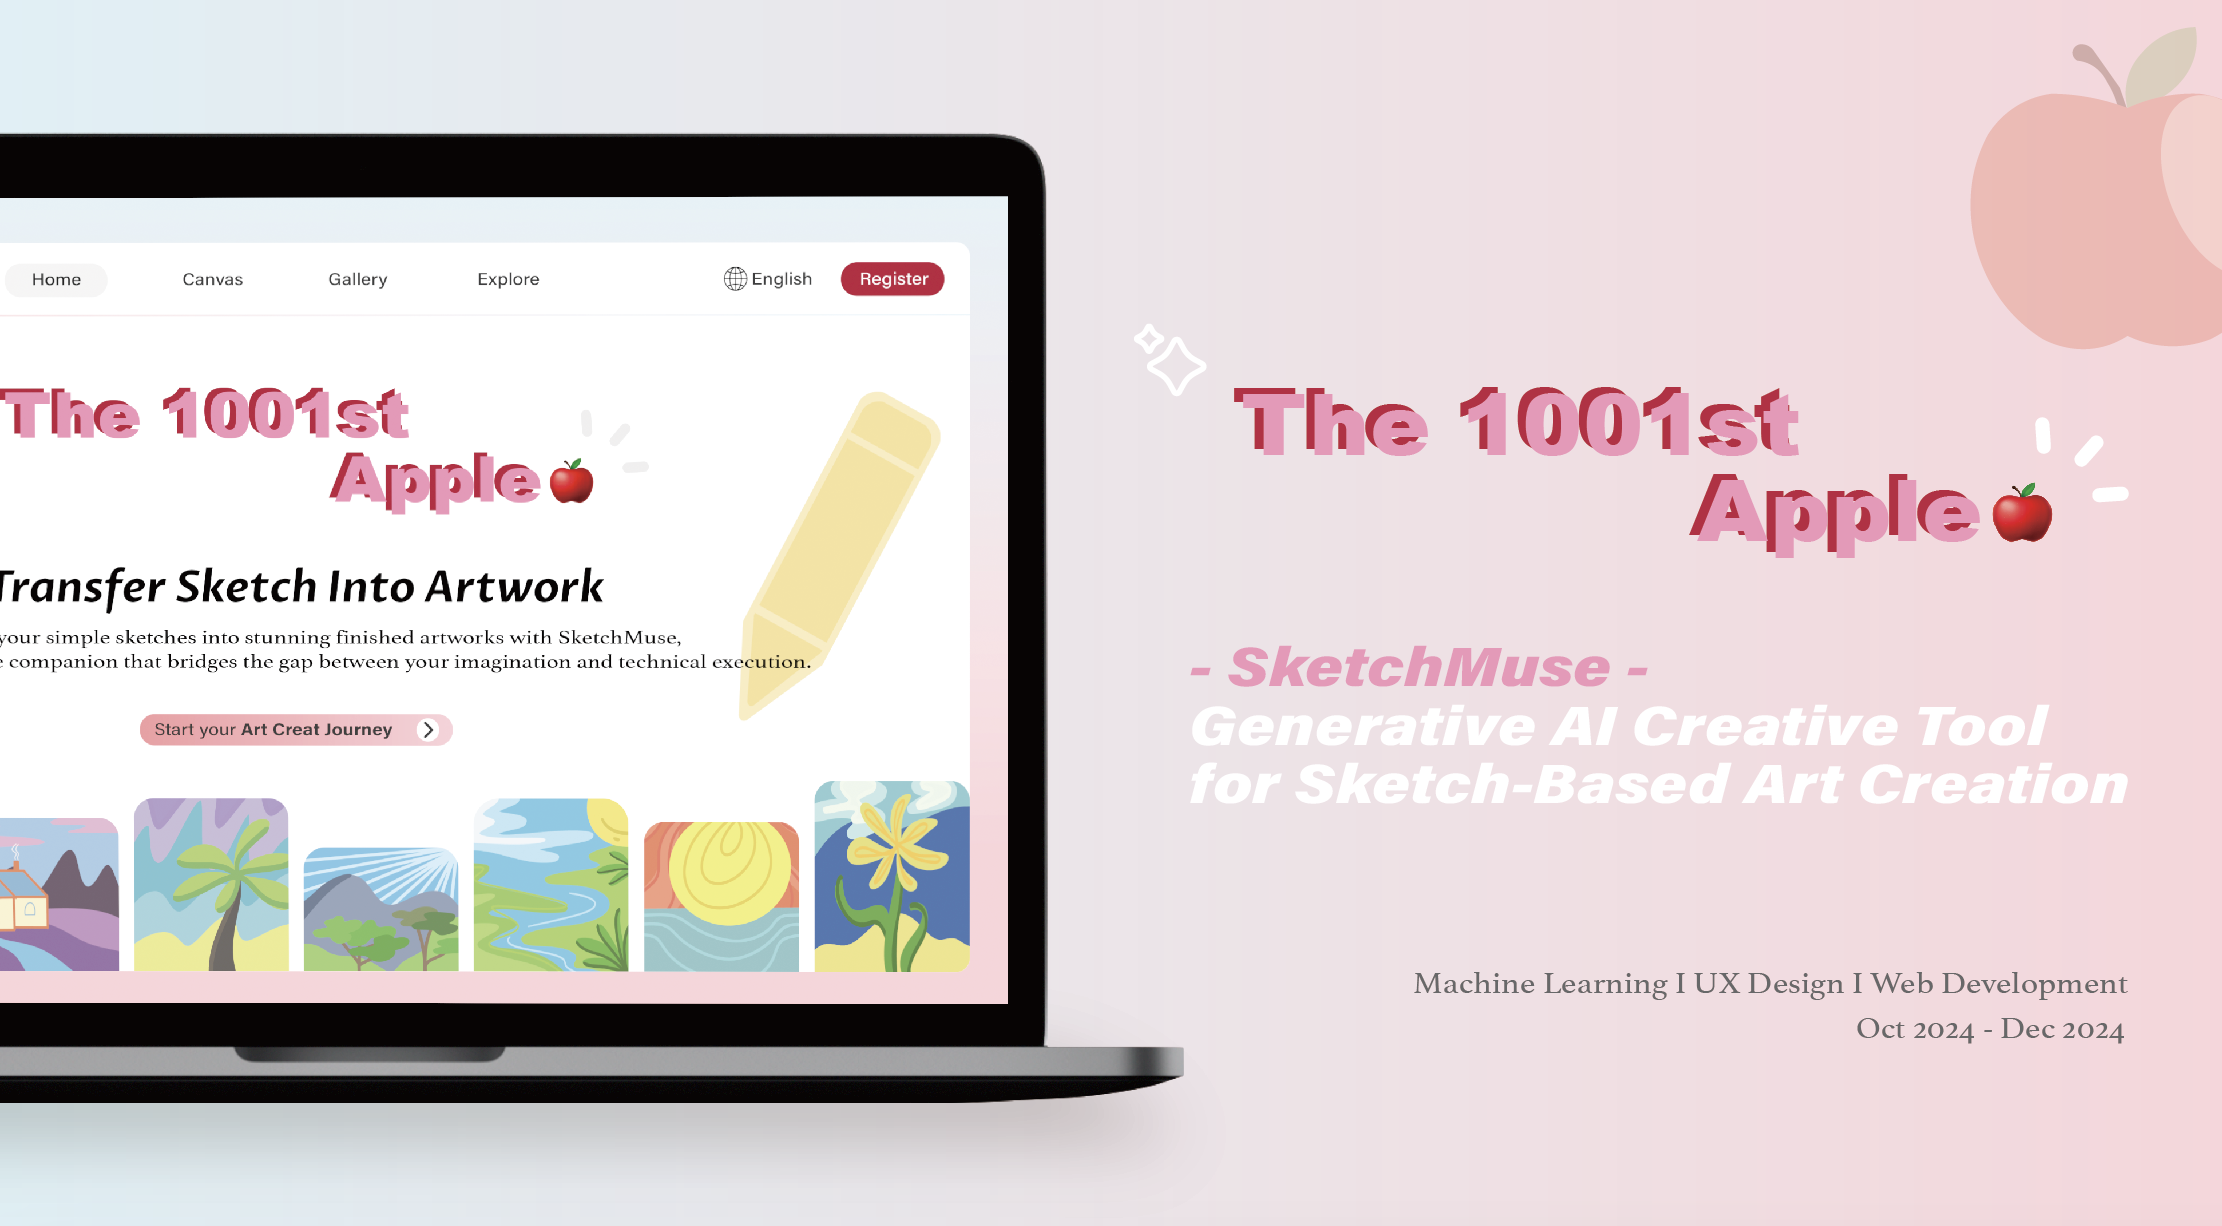 Home Canvas Gallery Explore English Register
The 1001st
Apple
Transfer Sketch Into Artwork
your simple sketches into stunning finished artworks with SketchMuse,
companion that bridges the gap between your imagination and technical execution.
Start your Art Creat Journey
The 1001st
Apple
- SketchMuse -
Generative AI Creative Tool
for Sketch-Based Art Creation
Machine Learning I UX Design I Web Development
Oct 2024 - Dec 2024